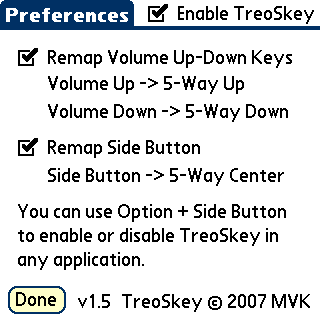 Preferences Enable TreoSkey
Remap Volume Up-Down Keys
Volume Up -> 5-Way Up
Volume Down -> 5-Way Down
Remap Side Button
Side Button -> 5-Way Center
You can use Option + Side Button
to enable or disable TreoSkey in
any application.
Done v1.5 TreoSkey © 2007 MVK